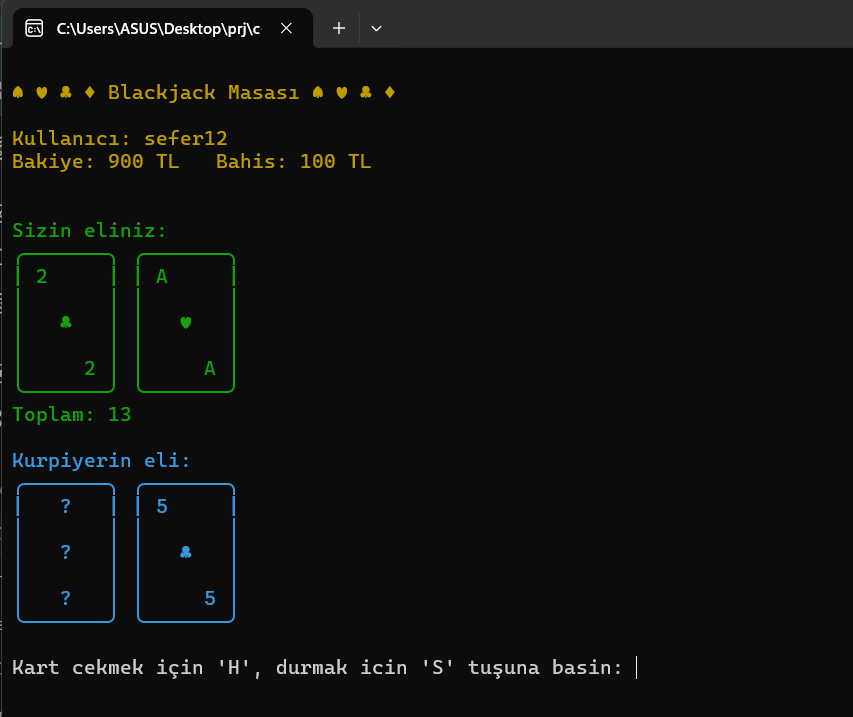 C:\Users\ASUS\Desktop\prj\c
♠ ♥ ♣ ♦ Blackjack Masası ♠ ♥ ♣ ♦
Kullanıcı: sefer12
Bakiye: 900 TL   Bahis: 100 TL
Sizin eliniz:
2 A
♣ ♥
2 A
Toplam: 13
Kurpiyerin eli:
? 5
? ♣
? 5
Kart cekmek için 'H', durmak icin 'S' tuşuna basin: